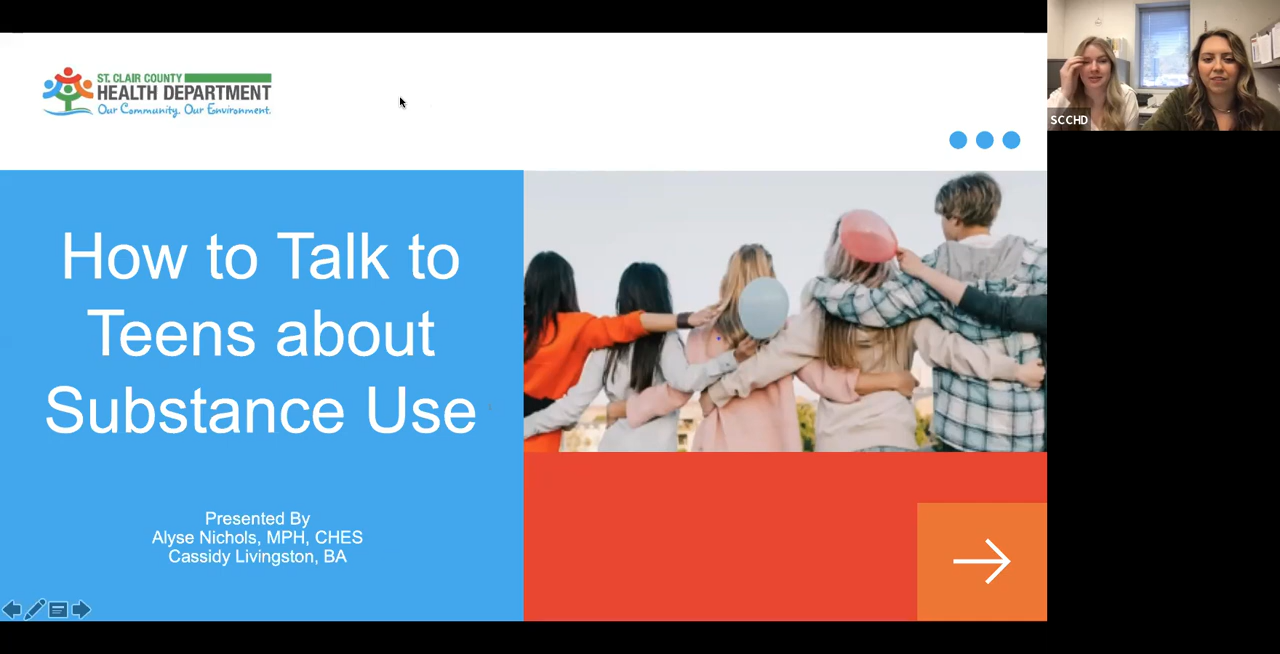 ST. CLAIR COUNTY
HEALTH DEPARTMENT
Our Community. Our Environment.
SCCHD
How to Talk to
Teens about
Substance Use
Presented By
Alyse Nichols, MPH, CHES
Cassidy Livingston, BA